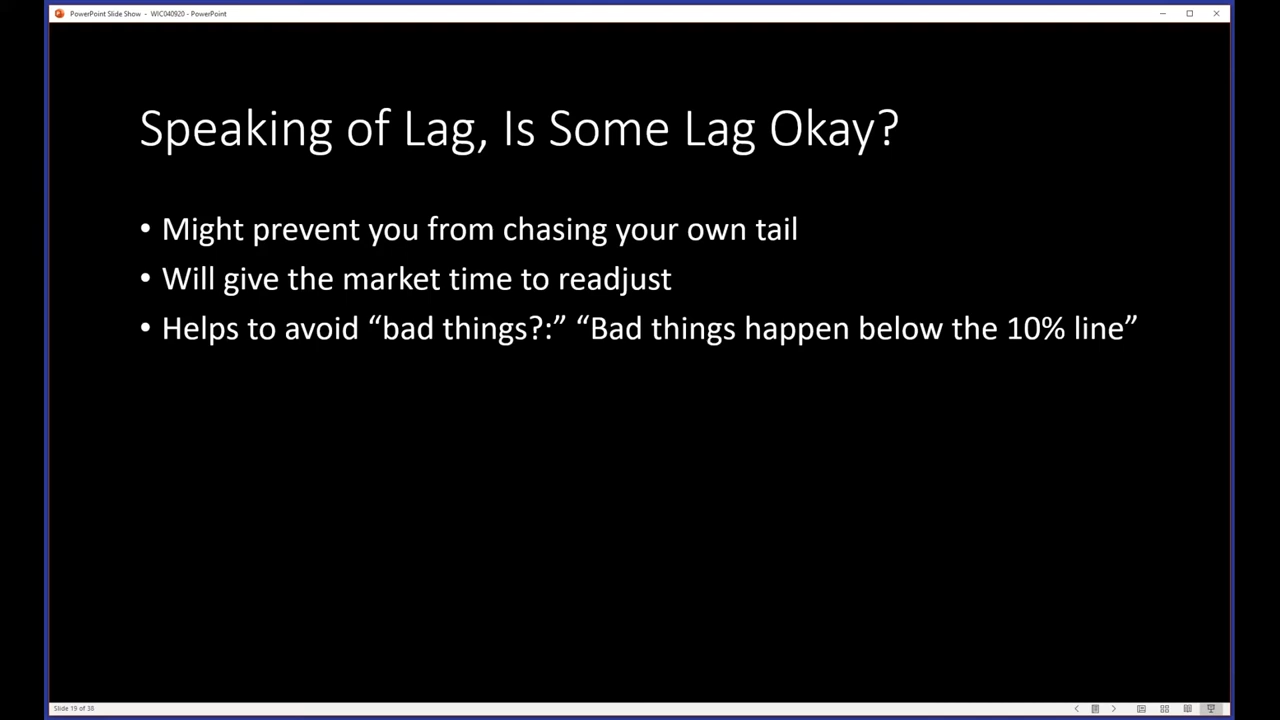 PowerPoint Slide Show - WIC040920 - PowerPoint
Speaking of Lag, Is Some Lag Okay?
• Might prevent you from chasing your own tail
• Will give the market time to readjust
• Helps to avoid “bad things?:” “Bad things happen below the 10% line”
Slide 19 of 38